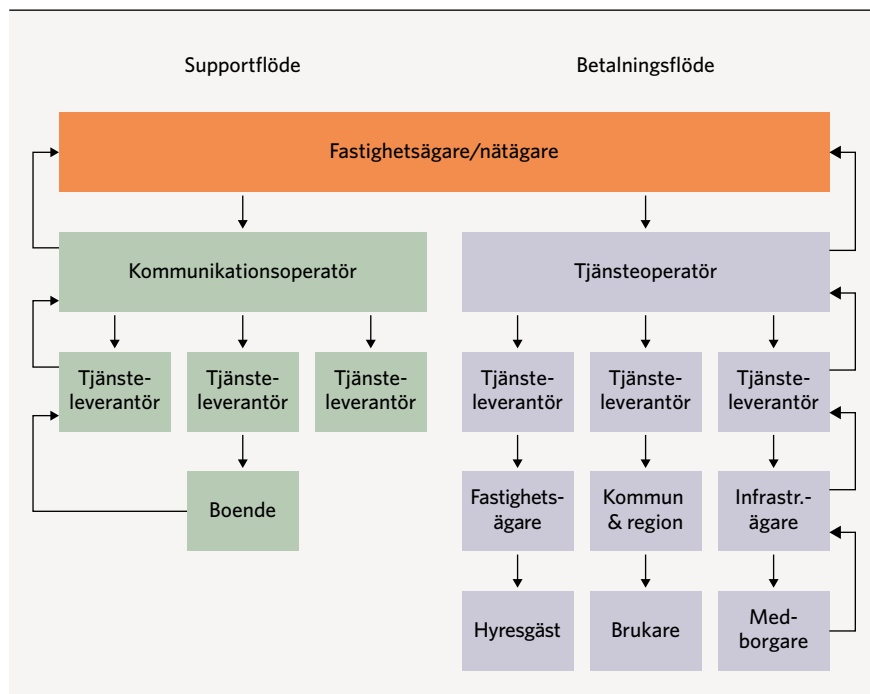 Supportflöde
Betalningsflöde
Fastighetsägare/nätägare
Kommunikationsoperatör
Tjänsteoperatör
Tjänste-
leverantör
Tjänste-
leverantör
Tjänste-
leverantör
Tjänste-
leverantör
Tjänste-
leverantör
Tjänste-
leverantör
Boende
Fastighets-
ägare
Kommun
& region
Infrastr.-
ägare
Hyresgäst
Brukare
Med-
borgare